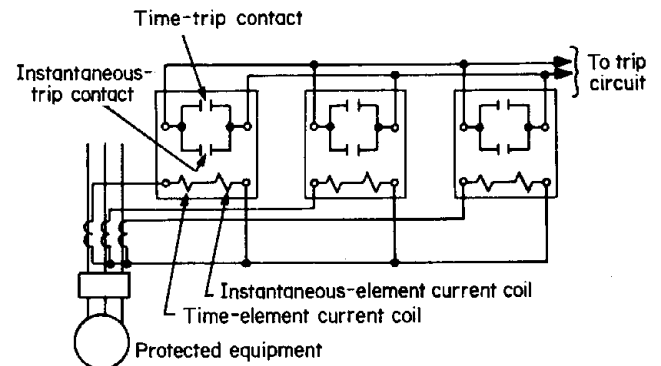 Time-trip contact
Instantaneous-
trip contact
To trip
circuit
Instantaneous-element current coil
Time-element current coil
Protected equipment